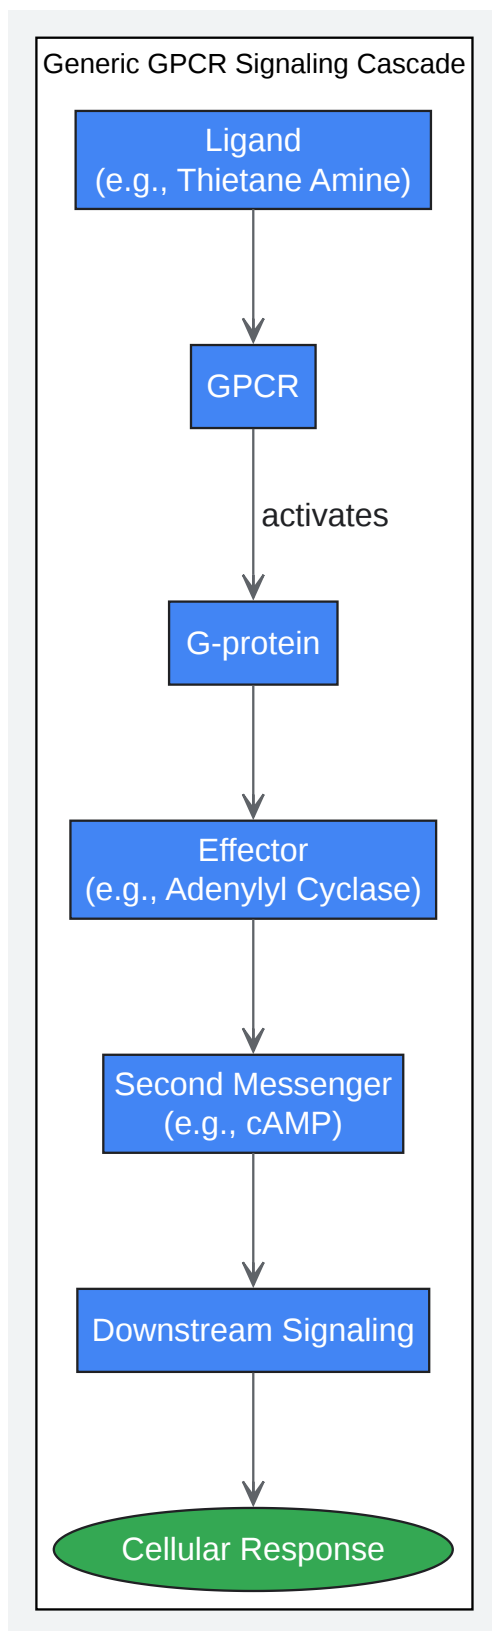 Generic GPCR Signaling Cascade
Ligand
(e.g., Thietane Amine)
GPCR
activates
G-protein
Effector
(e.g., Adenylyl Cyclase)
Second Messenger
(e.g., cAMP)
Downstream Signaling
Cellular Response